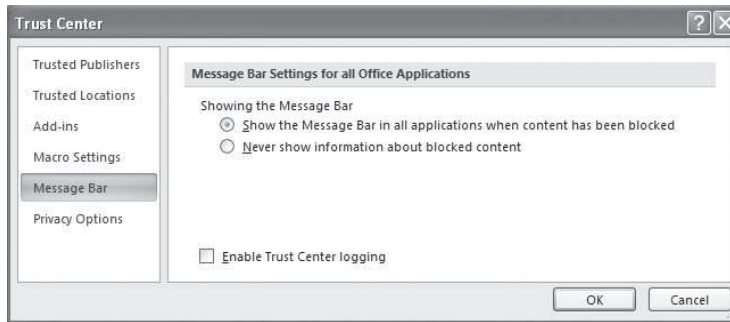 Trust Center
Trusted Publishers
Trusted Locations
Add-ins
Macro Settings
Message Bar
Privacy Options
Message Bar Settings for all Office Applications
Showing the Message Bar
Show the Message Bar in all applications when content has been blocked
Never show information about blocked content
Enable Trust Center logging
OK
Cancel